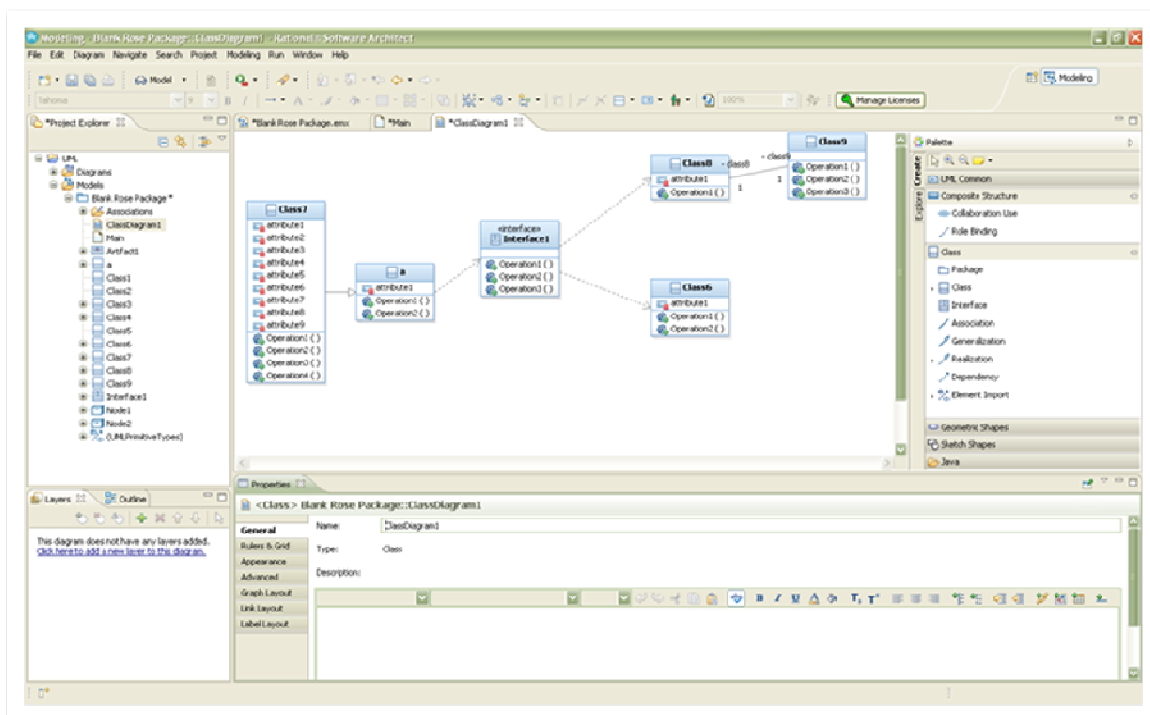 Modeling - Blank Rose Package::ClassDiagram1 - Rational Software Architect
File Edit Diagram Navigate Search Project Modeling Run Window Help
Model
Modeling
Tahoma 9 B I 100% Manage Licenses
*Project Explorer
*Blank Rose Package.emx *Main *ClassDiagram1
UML
Diagrams
Models
Blank Rose Package *
Associations
ClassDiagram1
Main
Artifact1
a
Class1
Class2
Class3
Class4
Class5
Class6
Class7
Class8
Class9
Interface1
Node1
Node2
(UMLPrimitiveTypes)
Class7
attribute1
attribute2
attribute3
attribute4
attribute5
attribute6
attribute7
attribute8
attribute9
Operation1 ( )
Operation2 ( )
Operation3 ( )
Operation4 ( )
a
attribute1
Operation1 ( )
Operation2 ( )
«interface»
Interface1
Operation1 ( )
Operation2 ( )
Operation3 ( )
Class8
attribute1
Operation1 ( )
- class8
- class9
1
1
Class9
Operation1 ( )
Operation2 ( )
Operation3 ( )
Class6
attribute1
Operation1 ( )
Operation2 ( )
Palette
Create
Explore
UML Common
Composite Structure
Collaboration Use
Role Binding
Class
Package
Class
Interface
Association
Generalization
Realization
Dependency
Element Import
Geometric Shapes
Sketch Shapes
Java
Layers Outline
This diagram does not have any layers added.
Click here to add a new layer to this diagram.
Properties
<Class> Blank Rose Package::ClassDiagram1
General
Rulers & Grid
Appearance
Advanced
Graph Layout
Link Layout
Label Layout
Name: ClassDiagram1
Type: Class
Description:
B I U A T T